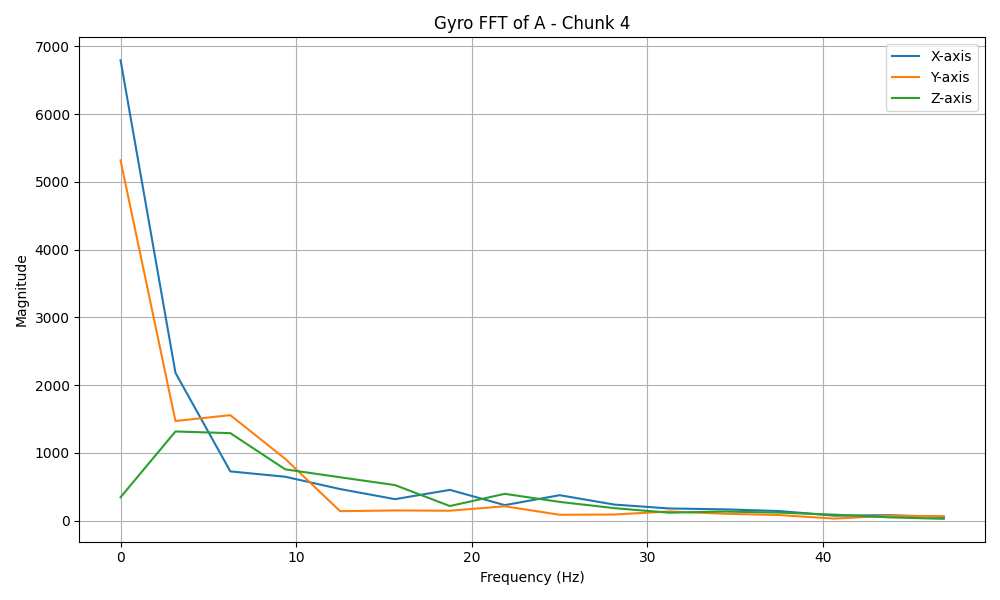 Gyro FFT of A - Chunk 4
7000
6000
5000
4000
3000
2000
1000
0
Magnitude
X-axis
Y-axis
Z-axis
0 10 20 30 40
Frequency (Hz)